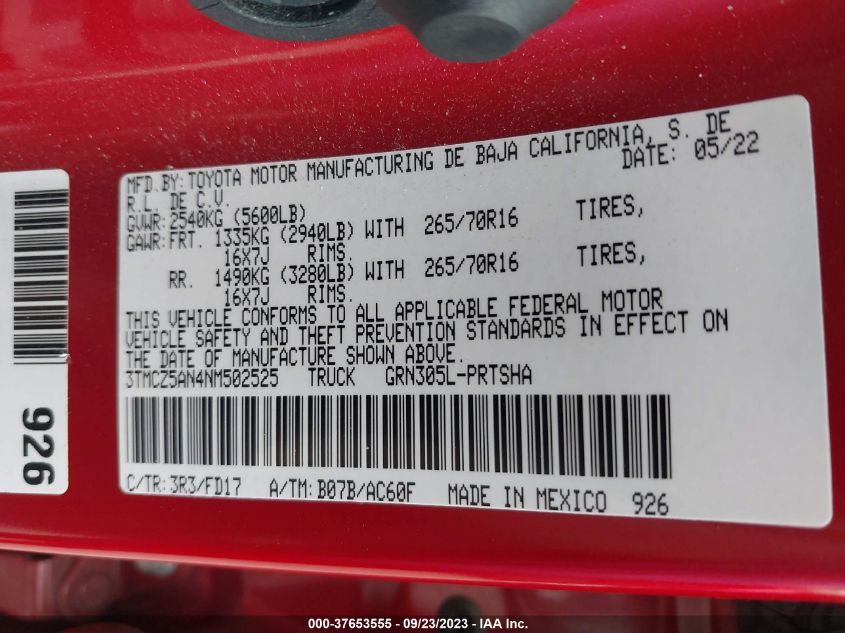 MFD.BY: TOYOTA MOTOR MANUFACTURING DE BAJA CALIFORNIA, S. DE
R.L. DE C.V. DATE: 05/22
GVWR: 2540KG (5600LB)
GAWR: FRT. 1335KG (2940LB) WITH 265/70R16 TIRES,
16X7J RIMS.
RR. 1490KG (3280LB) WITH 265/70R16 TIRES,
16X7J RIMS.
THIS VEHICLE CONFORMS TO ALL APPLICABLE FEDERAL MOTOR
VEHICLE SAFETY AND THEFT PREVENTION STANDARDS IN EFFECT ON
THE DATE OF MANUFACTURE SHOWN ABOVE.
3TMCZ5AN4NM502525 TRUCK GRN305L-PRTSHA
C/TR: 3R3/FD17 A/TM: B07B/AC60F MADE IN MEXICO 926
926
000-37653555 - 09/23/2023 - IAA Inc.